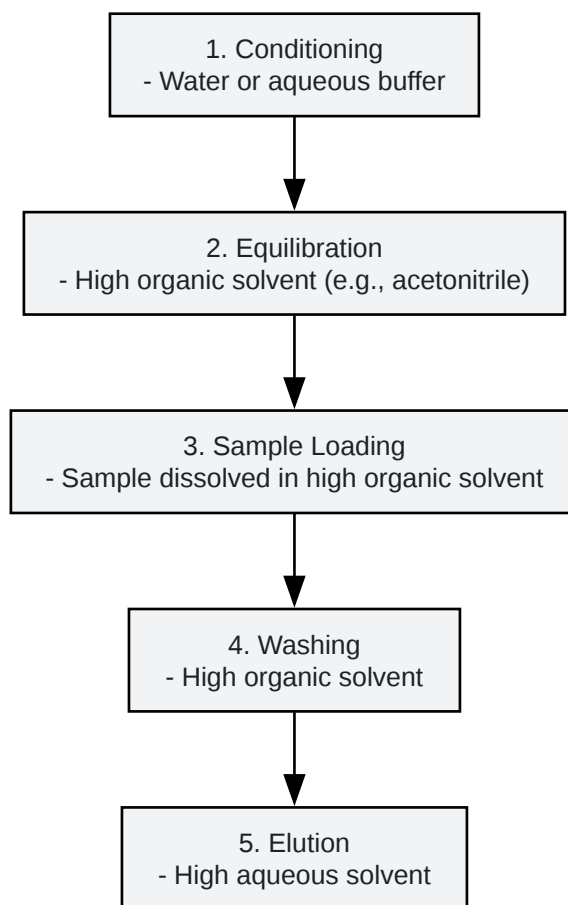 1. Conditioning
- Water or aqueous buffer
2. Equilibration
- High organic solvent (e.g., acetonitrile)
3. Sample Loading
- Sample dissolved in high organic solvent
4. Washing
- High organic solvent
5. Elution
- High aqueous solvent